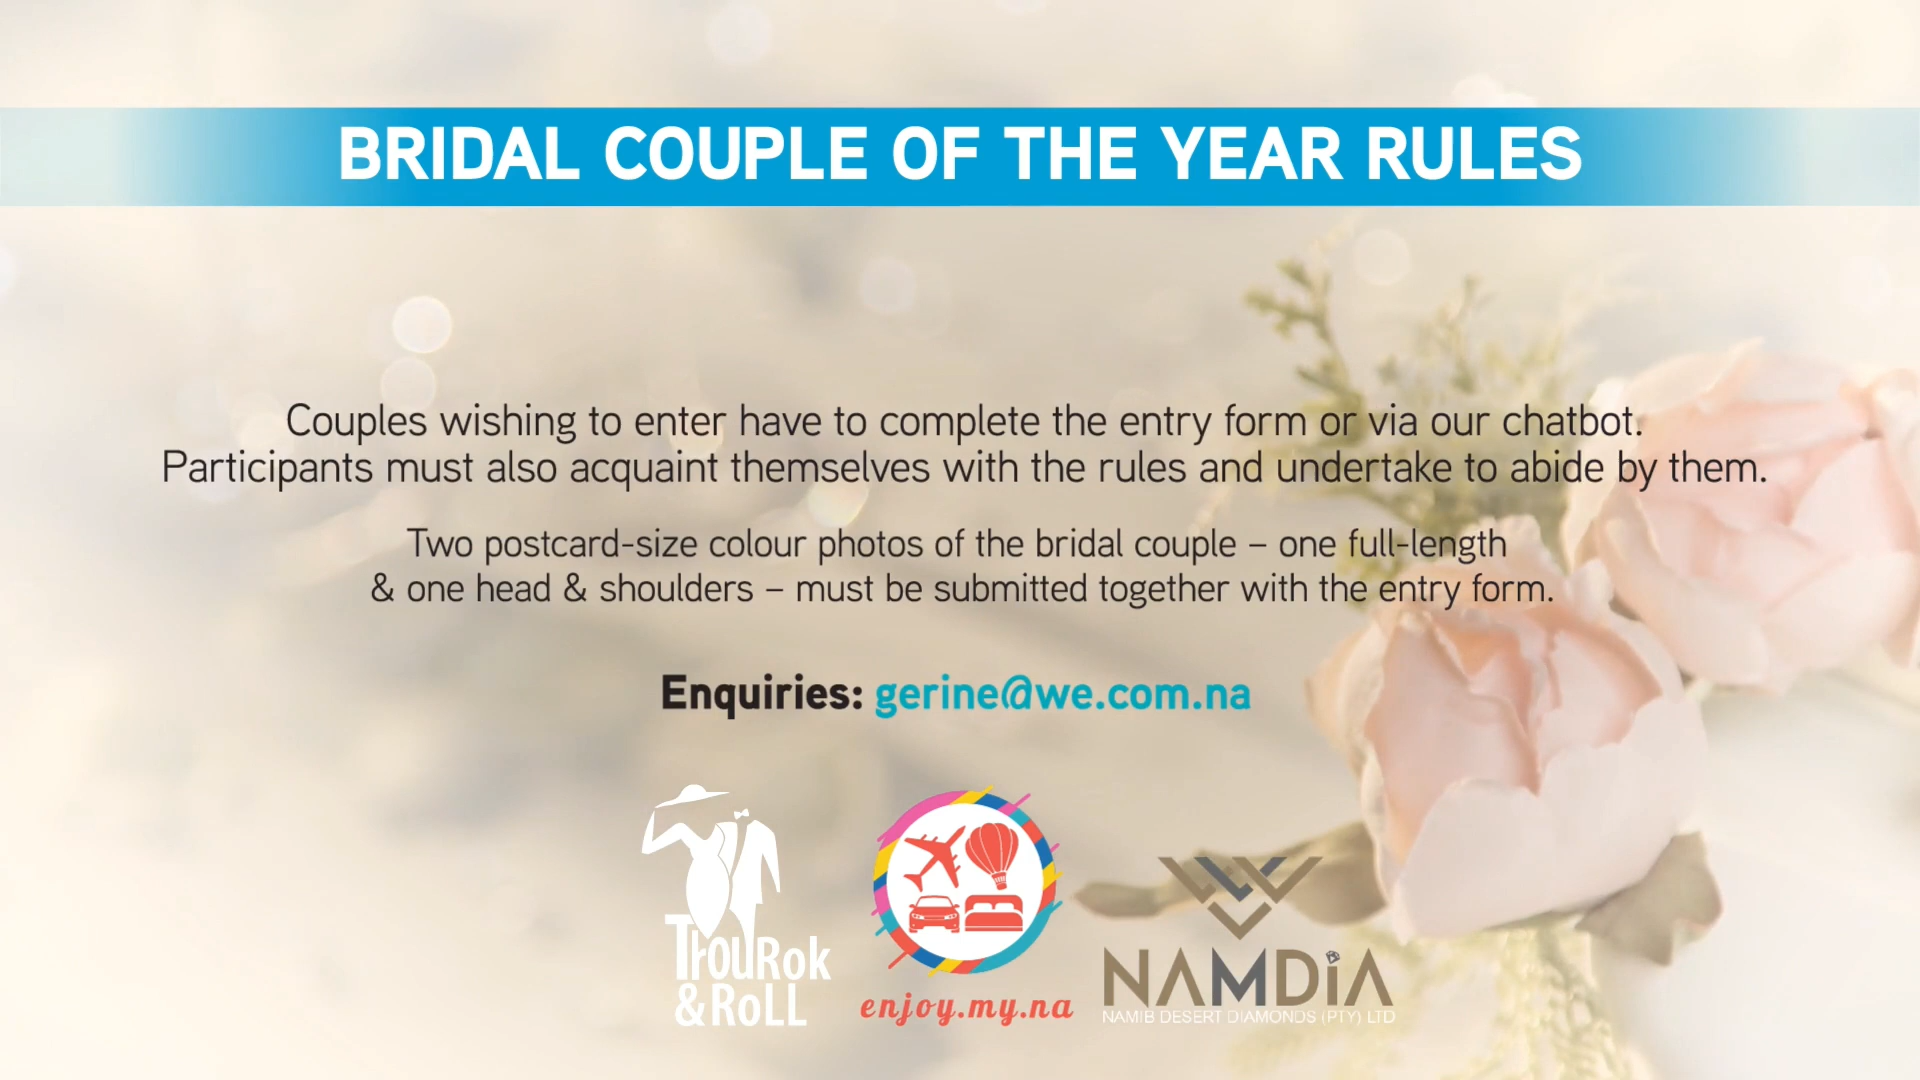 BRIDAL COUPLE OF THE YEAR RULES
Couples wishing to enter have to complete the entry form or via our chatbot.
Participants must also acquaint themselves with the rules and undertake to abide by them.
Two postcard-size colour photos of the bridal couple – one full-length
& one head & shoulders – must be submitted together with the entry form.
Enquiries: gerine@we.com.na
TrouRok
& RoLL
enjoy.my.na
NAMDiA
NAMIB DESERT DIAMONDS (PTY) LTD